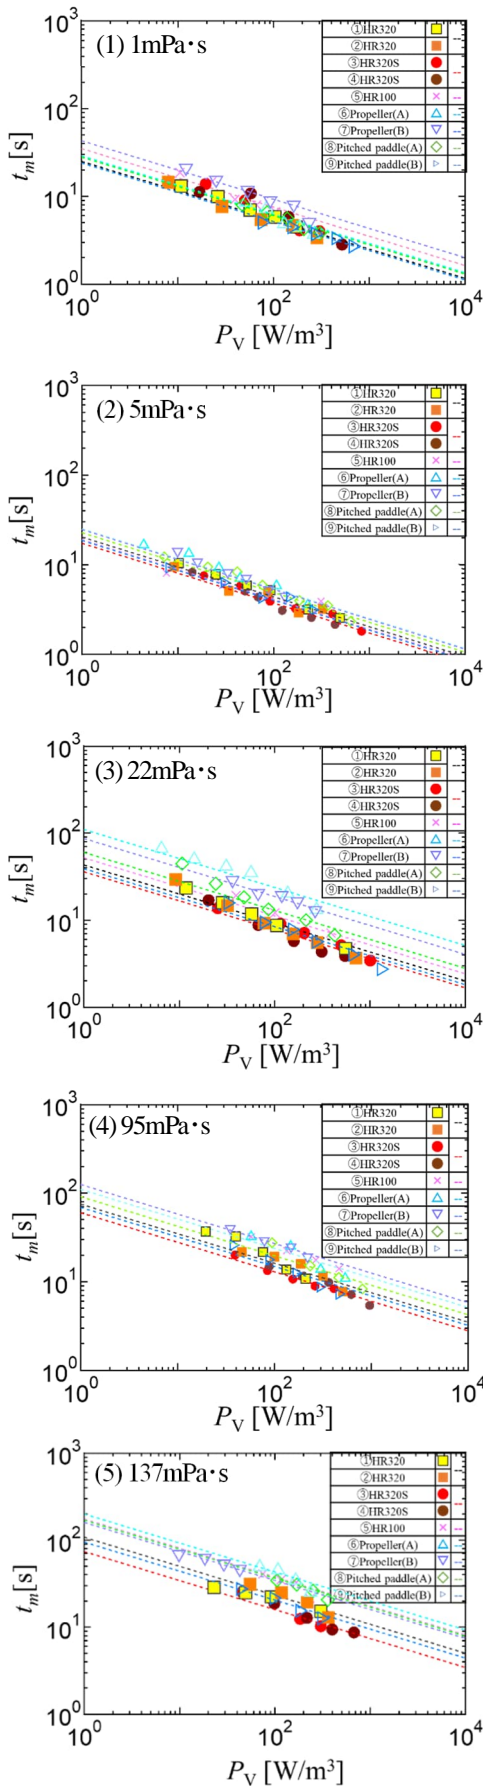 (1) 1mPa・s
①HR320
②HR320
③HR320S
④HR320S
⑤HR100
⑥Propeller(A)
⑦Propeller(B)
⑧Pitched paddle(A)
⑨Pitched paddle(B)
10³
10²
10¹
10⁰
tₘ[s]
10⁰ 10² 10⁴
P_V [W/m³]
(2) 5mPa・s
①HR320
②HR320
③HR320S
④HR320S
⑤HR100
⑥Propeller(A)
⑦Propeller(B)
⑧Pitched paddle(A)
⑨Pitched paddle(B)
10³
10²
10¹
10⁰
tₘ[s]
10⁰ 10² 10⁴
P_V [W/m³]
(3) 22mPa・s
①HR320
②HR320
③HR320S
④HR320S
⑤HR100
⑥Propeller(A)
⑦Propeller(B)
⑧Pitched paddle(A)
⑨Pitched paddle(B)
10³
10²
10¹
10⁰
tₘ[s]
10⁰ 10² 10⁴
P_V [W/m³]
(4) 95mPa・s
①HR320
②HR320
③HR320S
④HR320S
⑤HR100
⑥Propeller(A)
⑦Propeller(B)
⑧Pitched paddle(A)
⑨Pitched paddle(B)
10³
10²
10¹
10⁰
tₘ[s]
10⁰ 10² 10⁴
P_V [W/m³]
(5) 137mPa・s
①HR320
②HR320
③HR320S
④HR320S
⑤HR100
⑥Propeller(A)
⑦Propeller(B)
⑧Pitched paddle(A)
⑨Pitched paddle(B)
10³
10²
10¹
10⁰
tₘ[s]
10⁰ 10² 10⁴
P_V [W/m³]